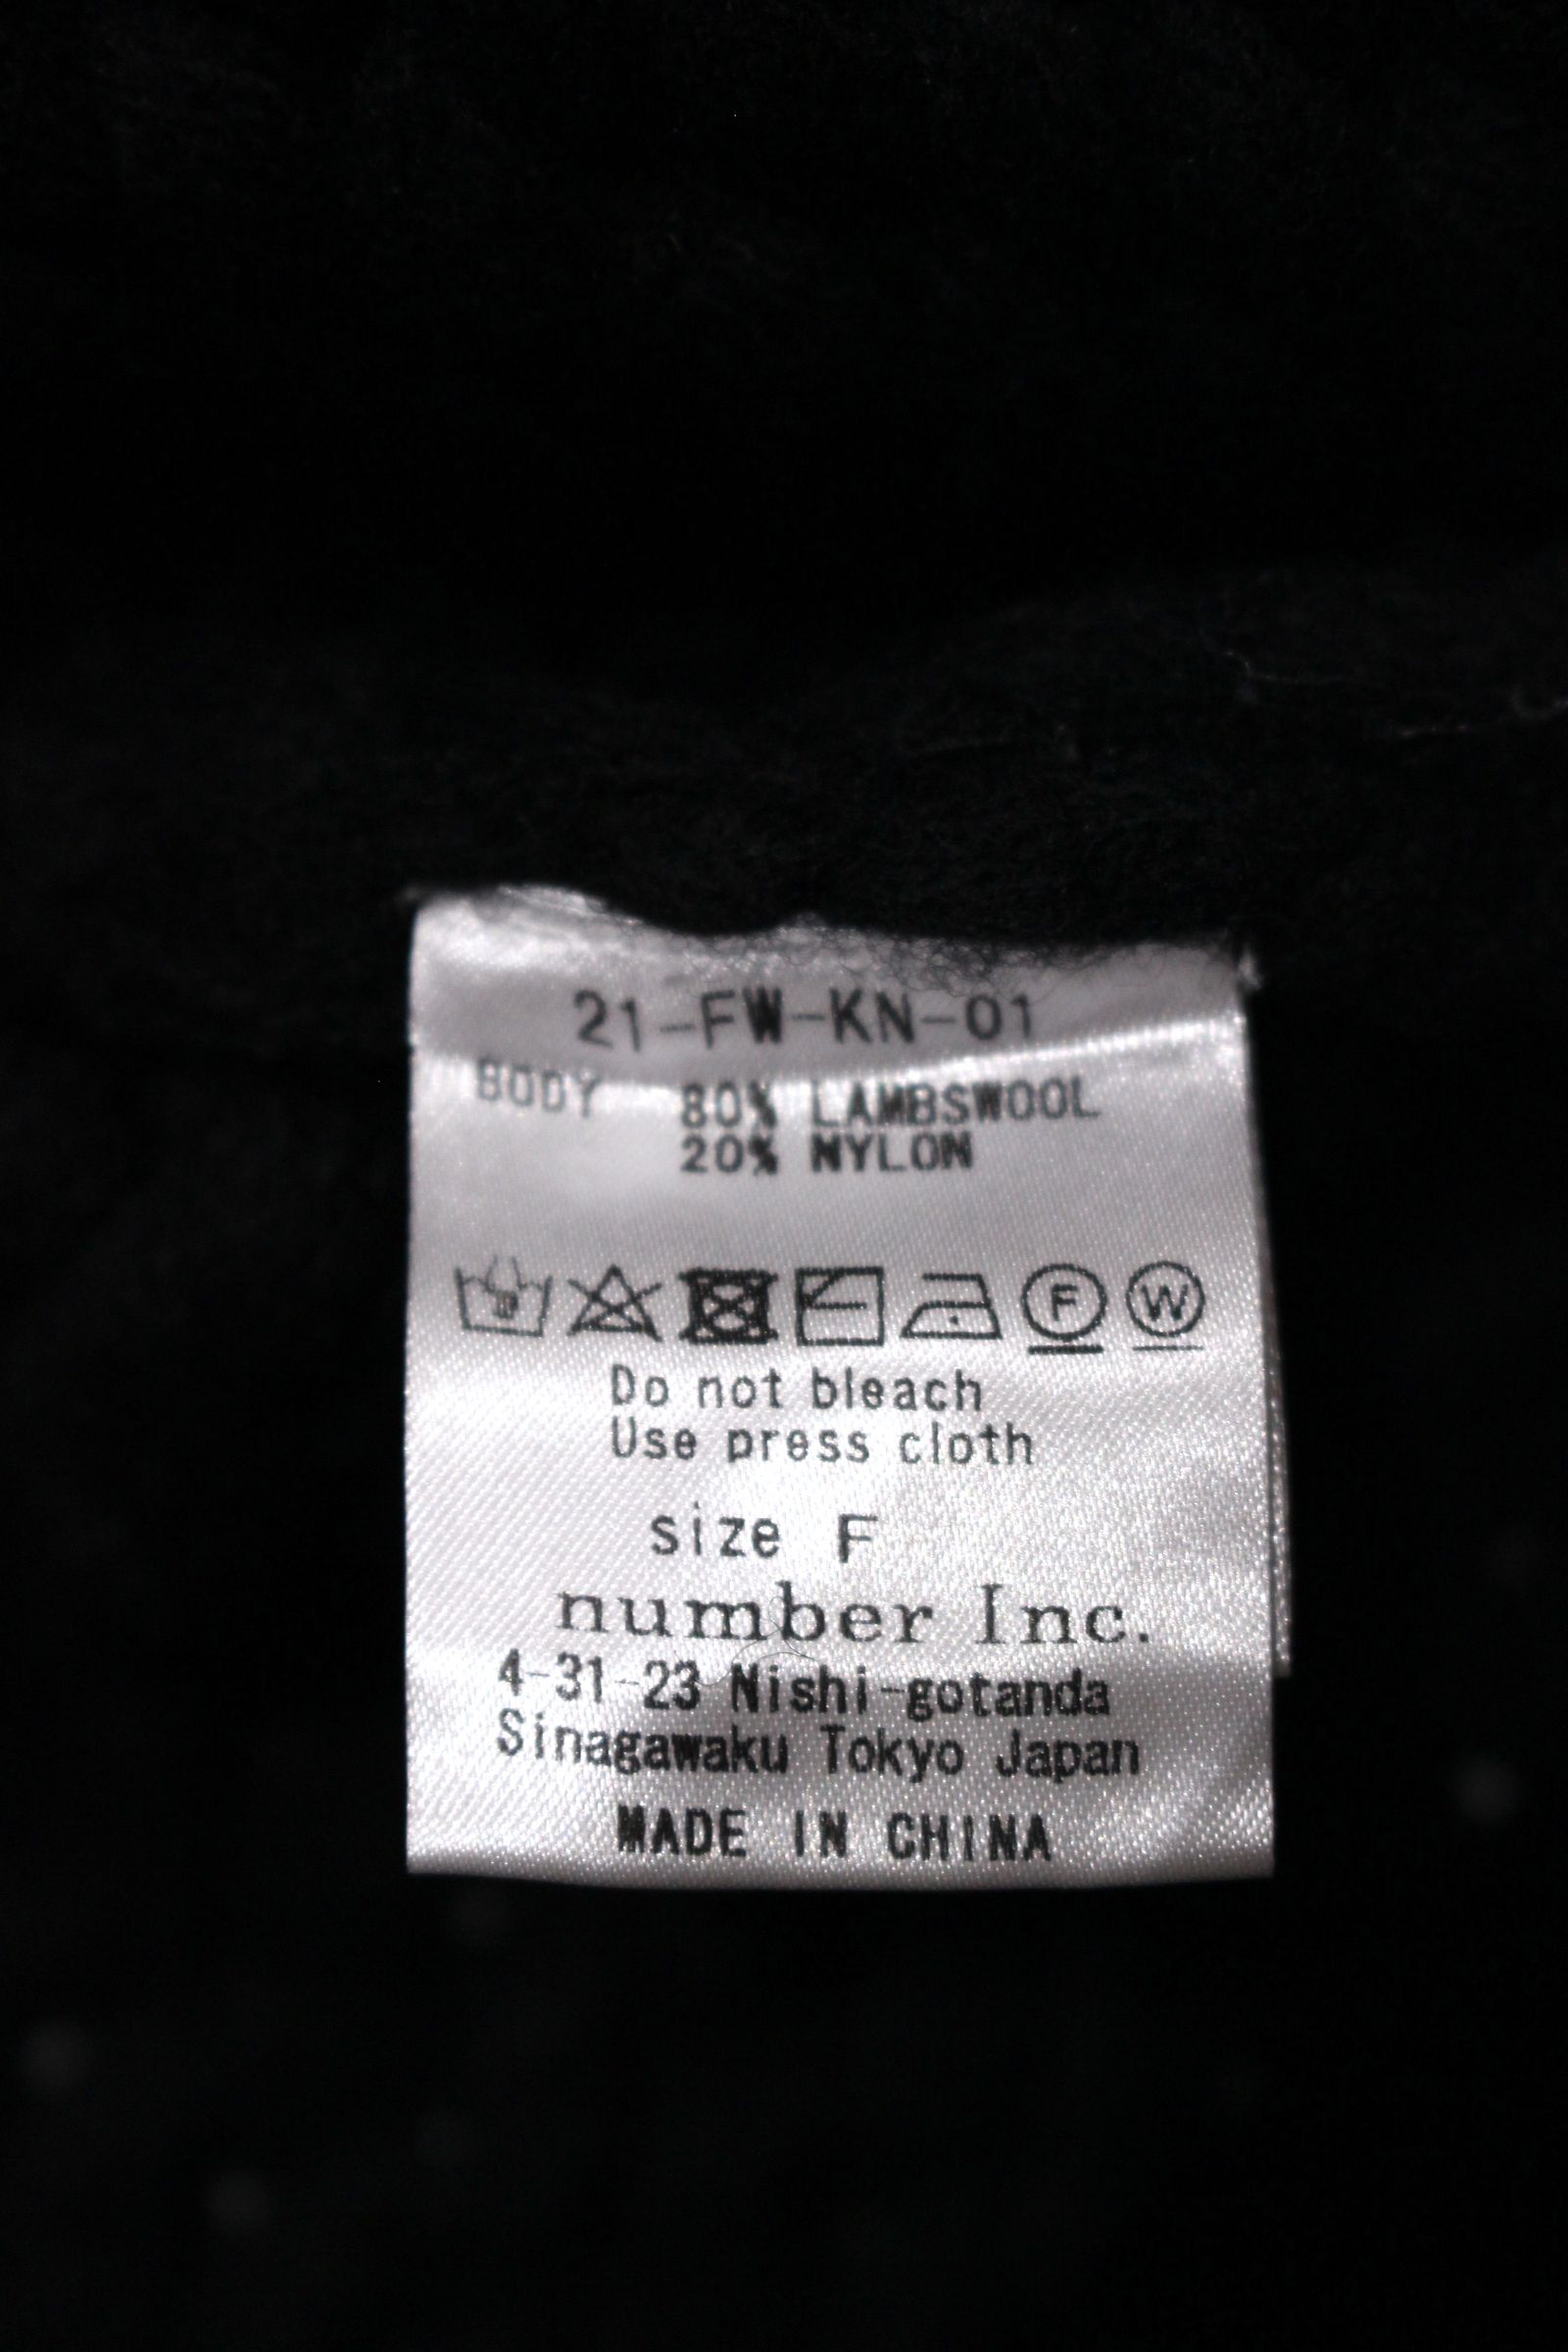 21-FW-KN-01
BODY 80% LAMBSWOOL
20% NYLON
F W
Do not bleach
Use press cloth
size F
number Inc.
4-31-23 Nishi-gotanda
Sinagawaku Tokyo Japan
MADE IN CHINA